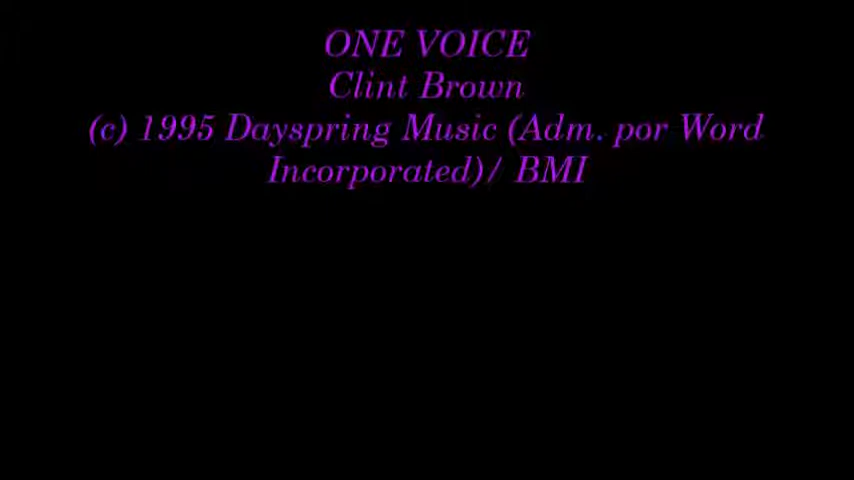 ONE VOICE
Clint Brown
(c) 1995 Dayspring Music (Adm. por Word
Incorporated)/ BMI